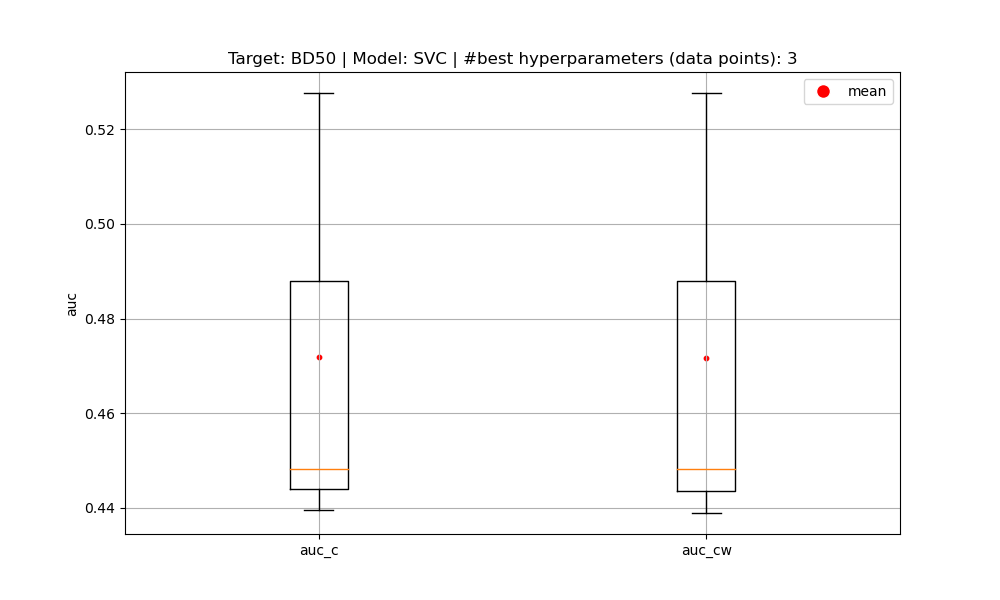 Target: BD50 | Model: SVC | #best hyperparameters (data points): 3
mean
0.52
0.50
0.48
0.46
0.44
auc
auc_c
auc_cw